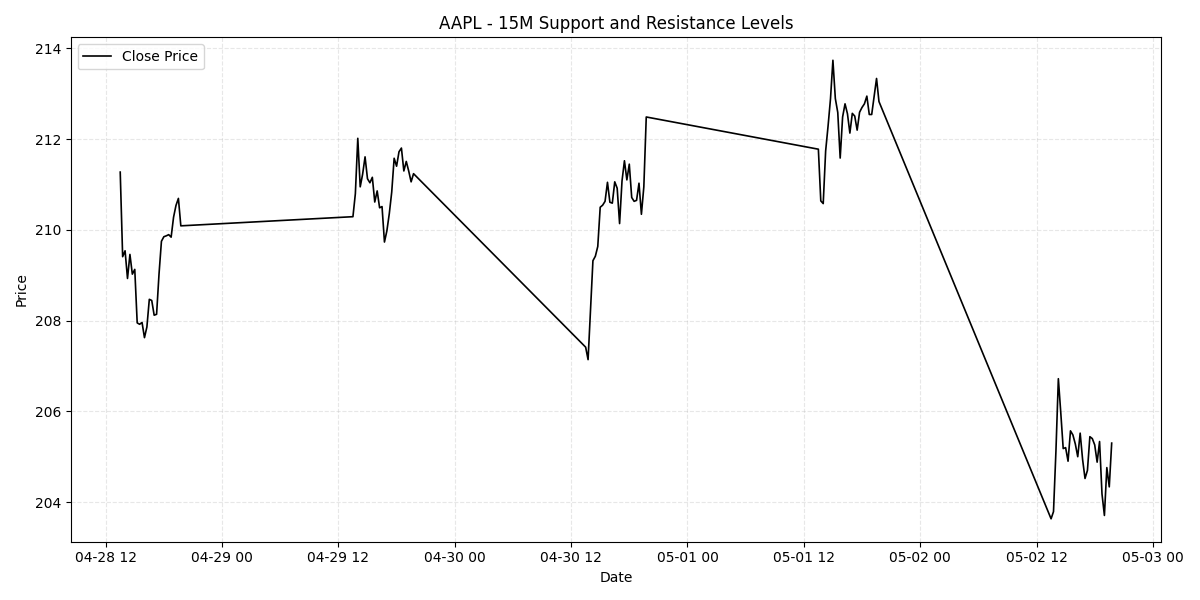 AAPL - 15M Support and Resistance Levels
Close Price
214
212
210
208
206
204
Price
04-28 12 04-29 00 04-29 12 04-30 00 04-30 12 05-01 00 05-01 12 05-02 00 05-02 12 05-03 00
Date